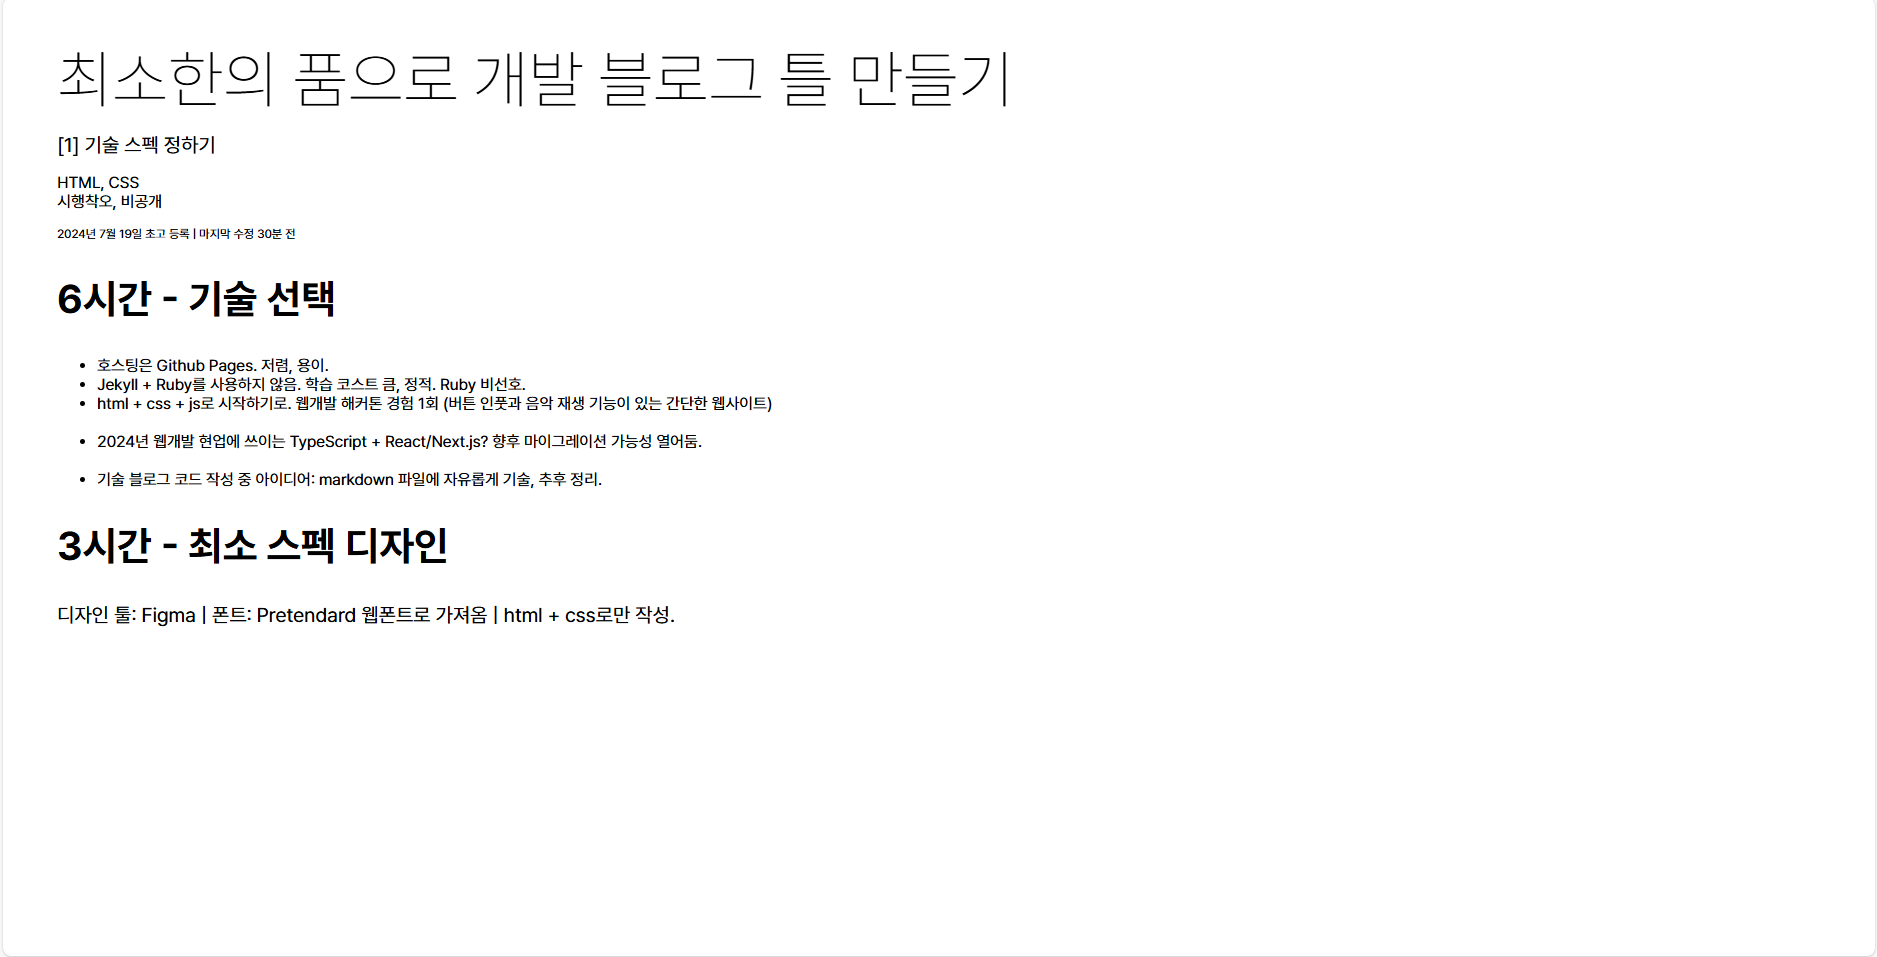 최소한의 품으로 개발 블로그 틀 만들기
[1] 기술 스펙 정하기
HTML, CSS
시행착오, 비공개
2024년 7월 19일 초고 등록 | 마지막 수정 30분 전
6시간 - 기술 선택
• 호스팅은 Github Pages. 저렴, 용이.
• Jekyll + Ruby를 사용하지 않음. 학습 코스트 큼, 정적. Ruby 비선호.
• html + css + js로 시작하기로. 웹개발 해커톤 경험 1회 (버튼 인풋과 음악 재생 기능이 있는 간단한 웹사이트)
• 2024년 웹개발 현업에 쓰이는 TypeScript + React/Next.js? 향후 마이그레이션 가능성 열어둠.
• 기술 블로그 코드 작성 중 아이디어: markdown 파일에 자유롭게 기술, 추후 정리.
3시간 - 최소 스펙 디자인
디자인 툴: Figma | 폰트: Pretendard 웹폰트로 가져옴 | html + css로만 작성.